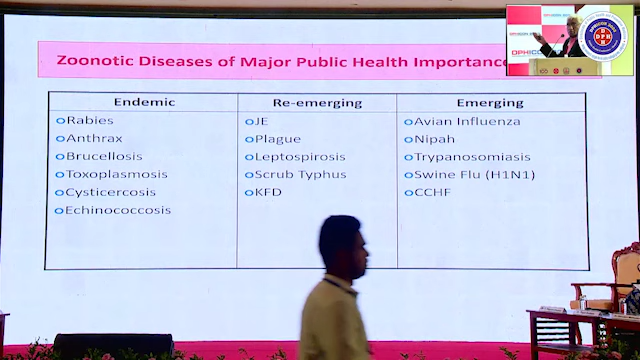 Zoonotic Diseases of Major Public Health Importance
Endemic
Rabies
Anthrax
Brucellosis
Toxoplasmosis
Cysticercosis
Echinococcosis
Re-emerging
JE
Plague
Leptospirosis
Scrub Typhus
KFD
Emerging
Avian Influenza
Nipah
Trypanosomiasis
Swine Flu (H1N1)
CCHF
DPH